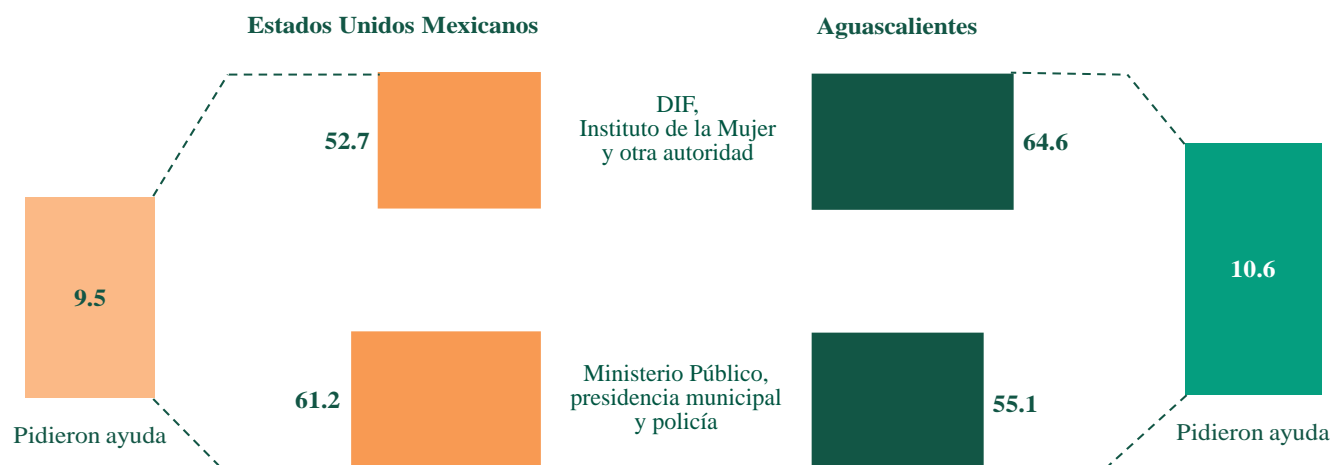 Estados Unidos Mexicanos
Aguascalientes
52.7
DIF,
Instituto de la Mujer
y otra autoridad
64.6
9.5
10.6
61.2
Ministerio Público,
presidencia municipal
y policía
55.1
Pidieron ayuda
Pidieron ayuda